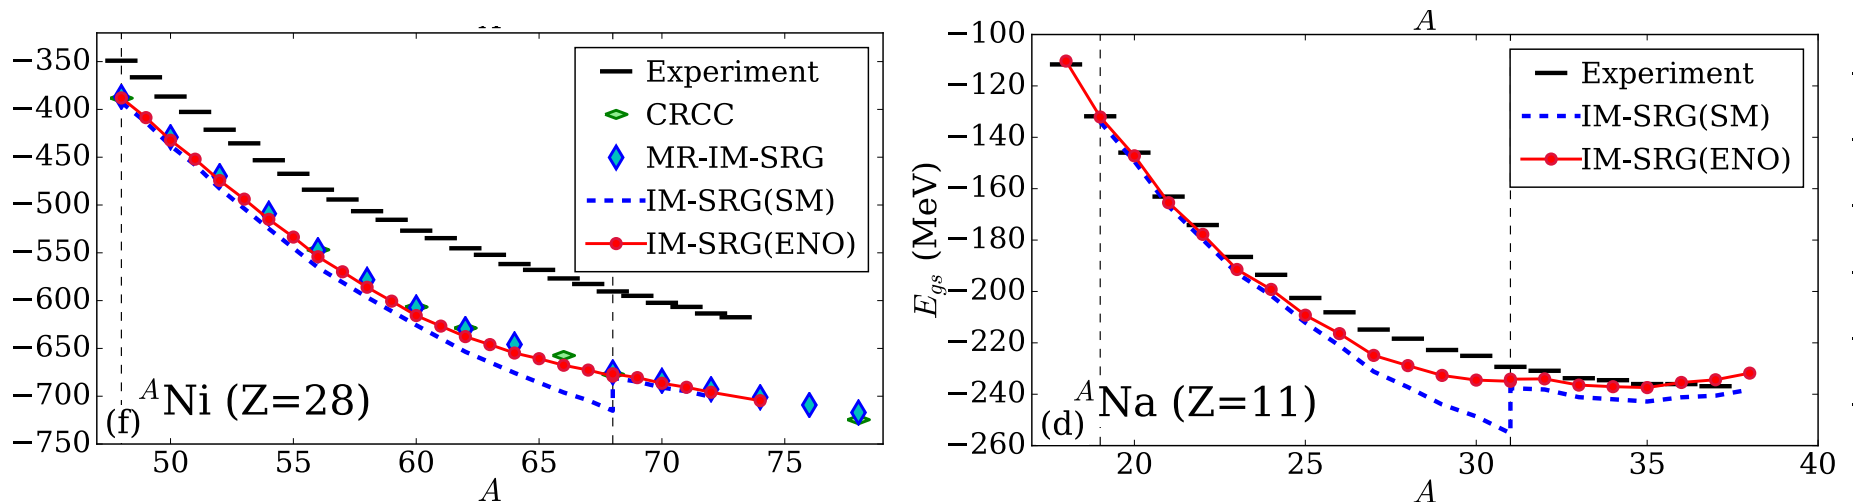 −350
−400
−450
−500
−550
−600
−650
−700
−750
Experiment
CRCC
MR-IM-SRG
IM-SRG(SM)
IM-SRG(ENO)
(f)
ᴬNi (Z=28)
50 55 60 65 70 75
A
A
E_gs (MeV)
−100
−120
−140
−160
−180
−200
−220
−240
−260
Experiment
IM-SRG(SM)
IM-SRG(ENO)
(d)
ᴬNa (Z=11)
20 25 30 35 40
A